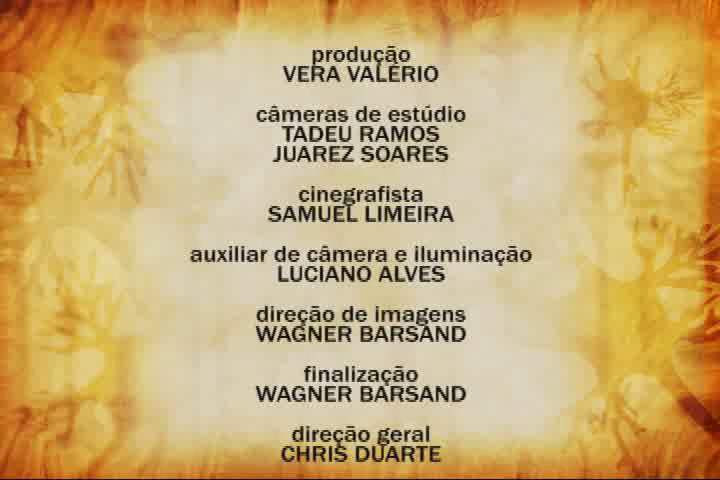 produção
VERA VALÉRIO
câmeras de estúdio
TADEU RAMOS
JUAREZ SOARES
cinegrafista
SAMUEL LIMEIRA
auxiliar de câmera e iluminação
LUCIANO ALVES
direção de imagens
WAGNER BARSAND
finalização
WAGNER BARSAND
direção geral
CHRIS DUARTE